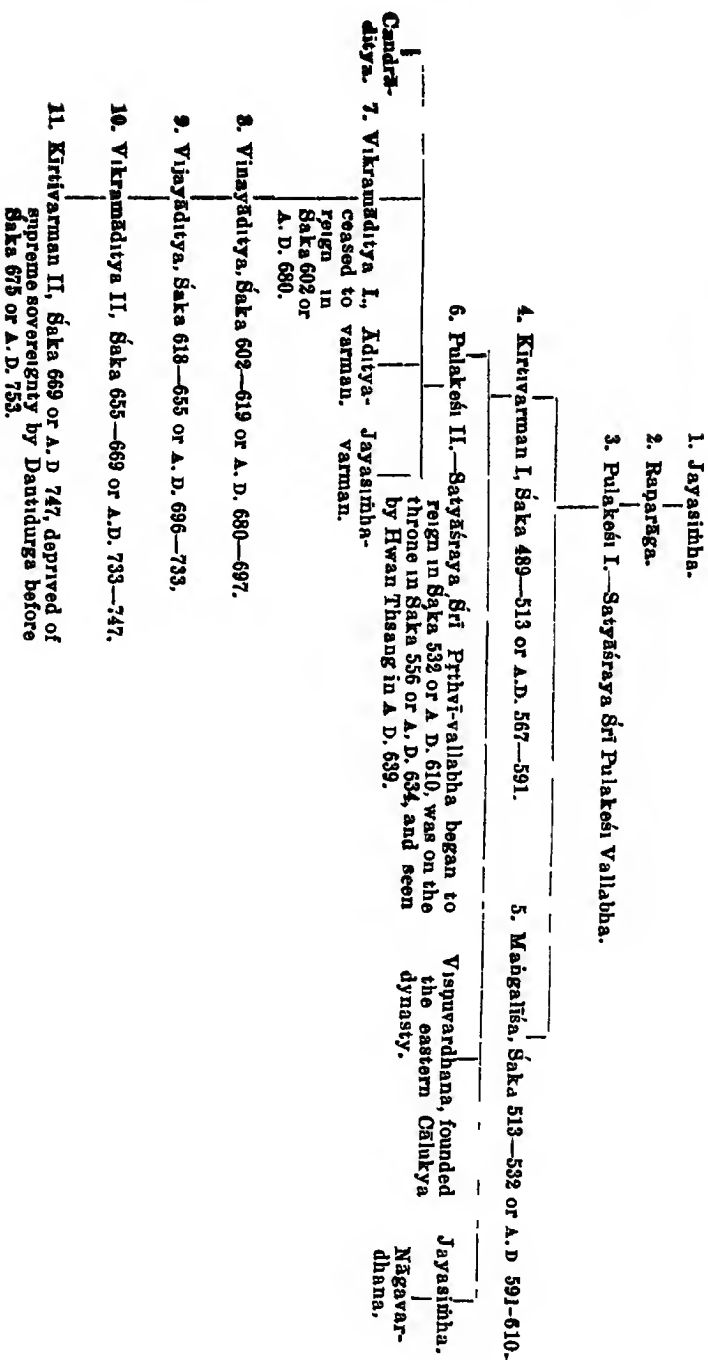 1. Jayasiṁha.
2. Raṇarāga.
3. Pulakeśi I.—Satyāśraya Śrī Pulakeśi Vallabha.
4. Kīrtivarman I, Śaka 489—513 or A.D. 567—591.
5. Maṅgalīśa, Śaka 513—532 or A.D 591-610.
6. Pulakeśi II.—Satyāśraya Śrī Pṛthvī-vallabha began to
reign in Śaka 532 or A D. 610, was on the
throne in Śaka 556 or A. D. 634, and seen
by Hwan Thsang in A D. 639.
Viṣṇuvardhana, founded
the eastern Cālukya
dynasty.
Jayasiṁha.
Nāgavar-
dhana.
Candrā-
ditya.
7. Vikramāditya I.,
ceased to
reign in
Śaka 602 or
A. D. 680.
Āditya-
varman.
Jayasiṁha-
varman.
8. Vinayāditya, Śaka 602—619 or A. D. 680—697.
9. Vijayāditya, Śaka 618—655 or A. D. 696—733.
10. Vikramāditya II, Śaka 655—669 or A.D. 733—747.
11. Kīrtivarman II, Śaka 669 or A. D 747, deprived of
supreme sovereignty by Dantidurga before
Śaka 675 or A. D. 753.